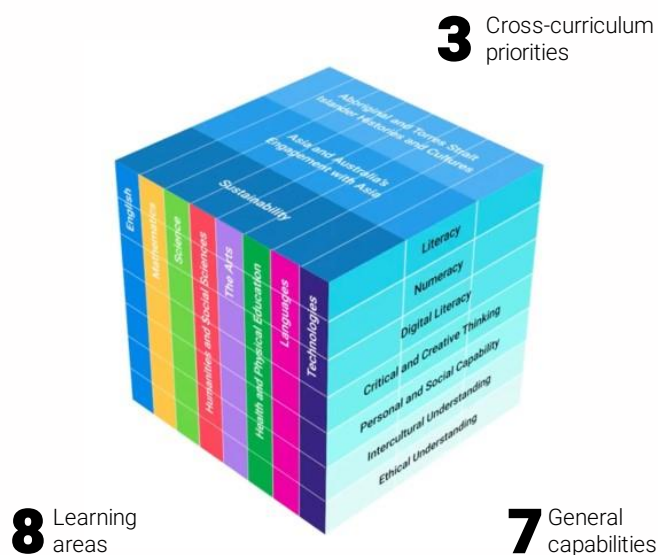 3 Cross-curriculum
priorities
Aboriginal and Torres Strait
Islander Histories and Cultures
Asia and Australia's
Engagement with Asia
Sustainability
English
Mathematics
Science
Humanities and Social Sciences
The Arts
Health and Physical Education
Languages
Technologies
Literacy
Numeracy
Digital Literacy
Critical and Creative Thinking
Personal and Social Capability
Intercultural Understanding
Ethical Understanding
8 Learning
areas
7 General
capabilities